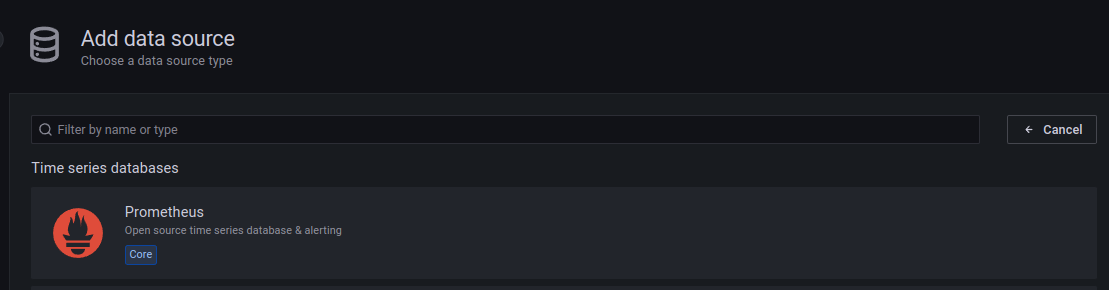 Add data source
Choose a data source type
Filter by name or type
Cancel
Time series databases
Prometheus
Open source time series database & alerting
Core